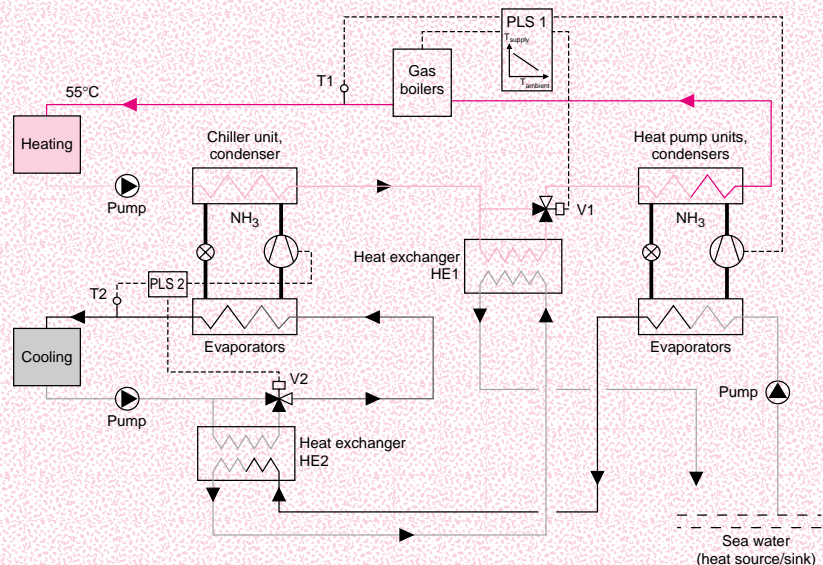 PLS 1
T supply
T ambient
T1
Gas
boilers
55°C
Heating
Chiller unit,
condenser
Heat pump units,
condensers
Pump
NH3
V1
NH3
Heat exchanger
HE1
PLS 2
T2
Cooling
Evaporators
Evaporators
V2
Pump
Pump
Heat exchanger
HE2
Sea water
(heat source/sink)